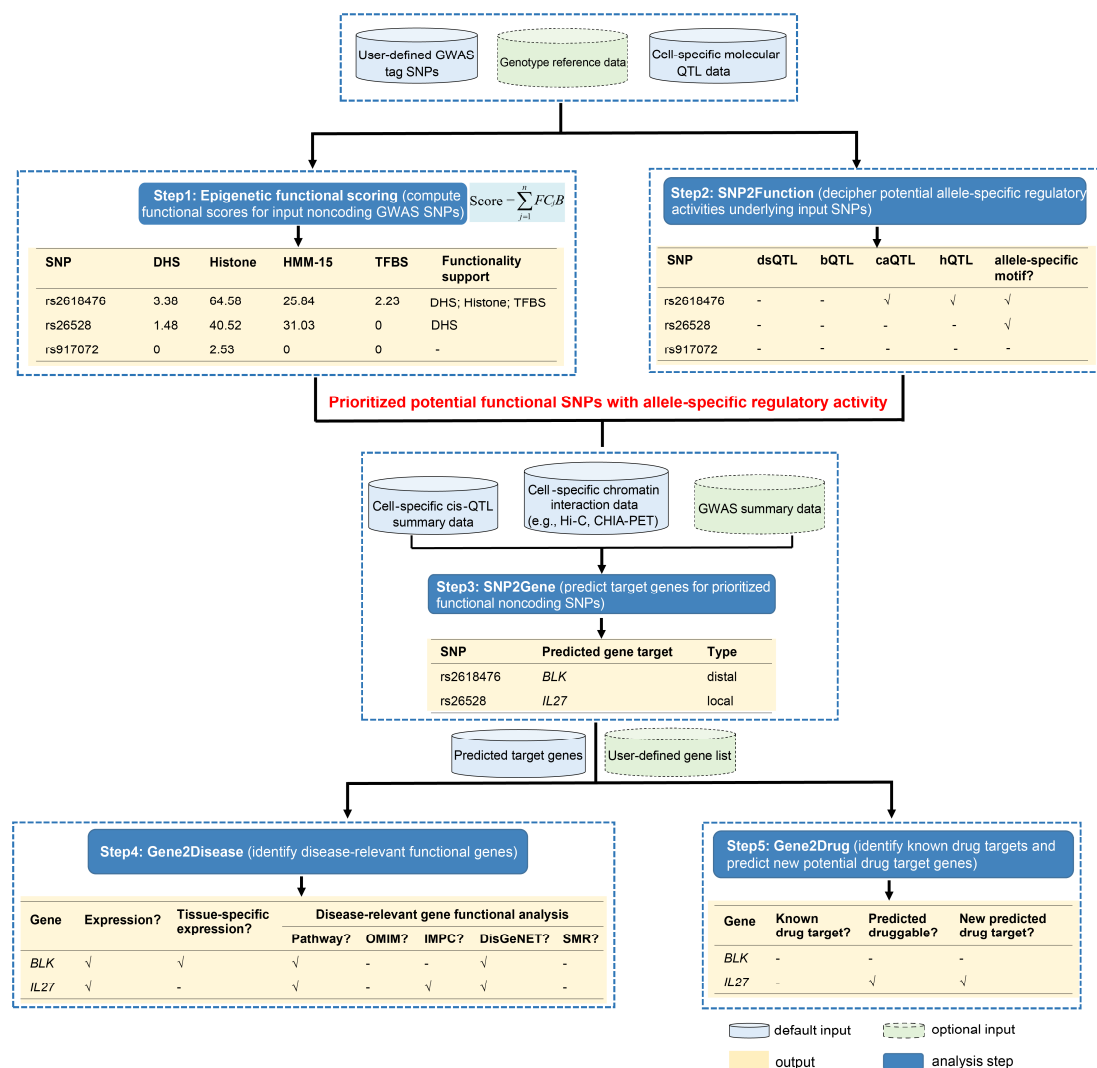 User-defined GWAS
tag SNPs
Genotype reference data
Cell-specific molecular
QTL data
Step1: Epigenetic functional scoring (compute
functional scores for input noncoding GWAS SNPs)
Score − n ∑ j=1 FCjB
SNP DHS Histone HMM-15 TFBS Functionality
support
rs2618476 3.38 64.58 25.84 2.23 DHS; Histone; TFBS
rs26528 1.48 40.52 31.03 0 DHS
rs917072 0 2.53 0 0 -
Step2: SNP2Function (decipher potential allele-specific regulatory
activities underlying input SNPs)
SNP dsQTL bQTL caQTL hQTL allele-specific
motif?
rs2618476 - - √ √ √
rs26528 - - - - √
rs917072 - - - - -
Prioritized potential functional SNPs with allele-specific regulatory activity
Cell-specific cis-QTL
summary data
Cell-specific chromatin
interaction data
(e.g., Hi-C, CHIA-PET)
GWAS summary data
Step3: SNP2Gene (predict target genes for prioritized
functional noncoding SNPs)
SNP Predicted gene target Type
rs2618476 BLK distal
rs26528 IL27 local
Predicted target genes
User-defined gene list
Step4: Gene2Disease (identify disease-relevant functional genes)
Gene Expression? Tissue-specific
expression? Disease-relevant gene functional analysis
Pathway? OMIM? IMPC? DisGeNET? SMR?
BLK √ √ √ - - √ -
IL27 √ - √ - √ √ -
Step5: Gene2Drug (identify known drug targets and
predict new potential drug target genes)
Gene Known
drug target? Predicted
druggable? New predicted
drug target?
BLK - - -
IL27 - √ √
default input
optional input
output
analysis step